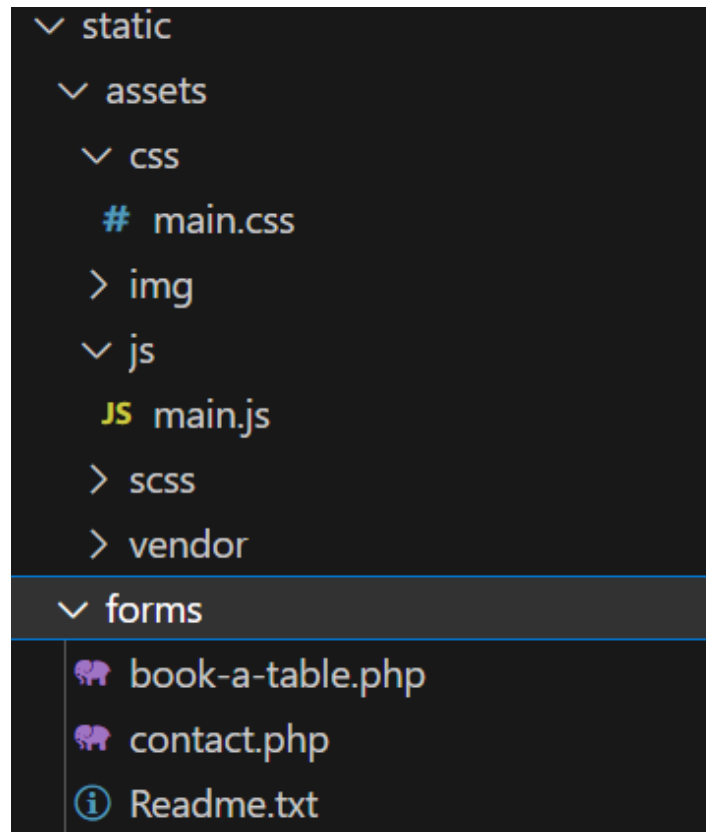 static
assets
css
# main.css
img
js
JS main.js
scss
vendor
forms
book-a-table.php
contact.php
Readme.txt